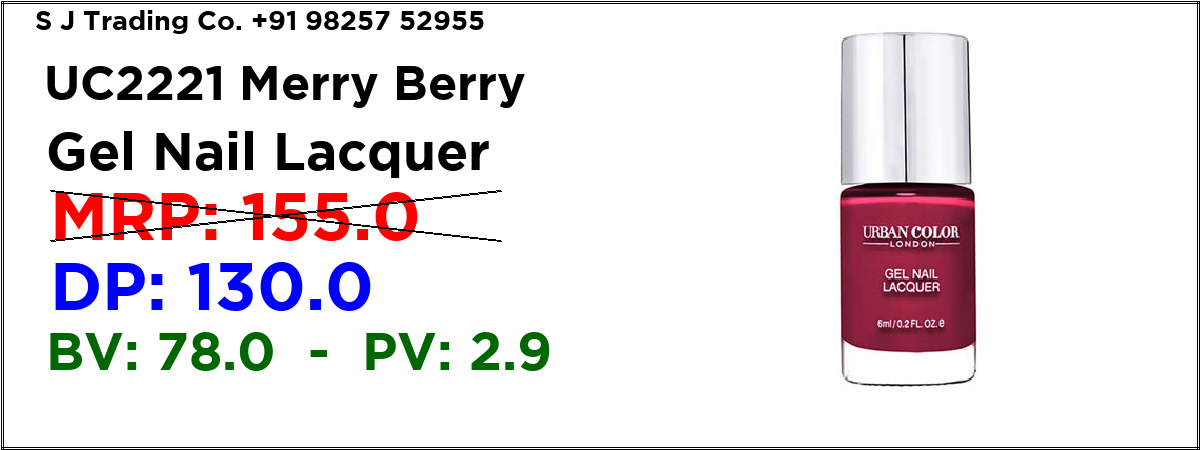 S J Trading Co. +91 98257 52955
UC2221 Merry Berry
Gel Nail Lacquer
MRP: 155.0
DP: 130.0
BV: 78.0 - PV: 2.9
URBAN COLOR
LONDON
GEL NAIL
LACQUER
6ml / 0.2 FL. OZ. e